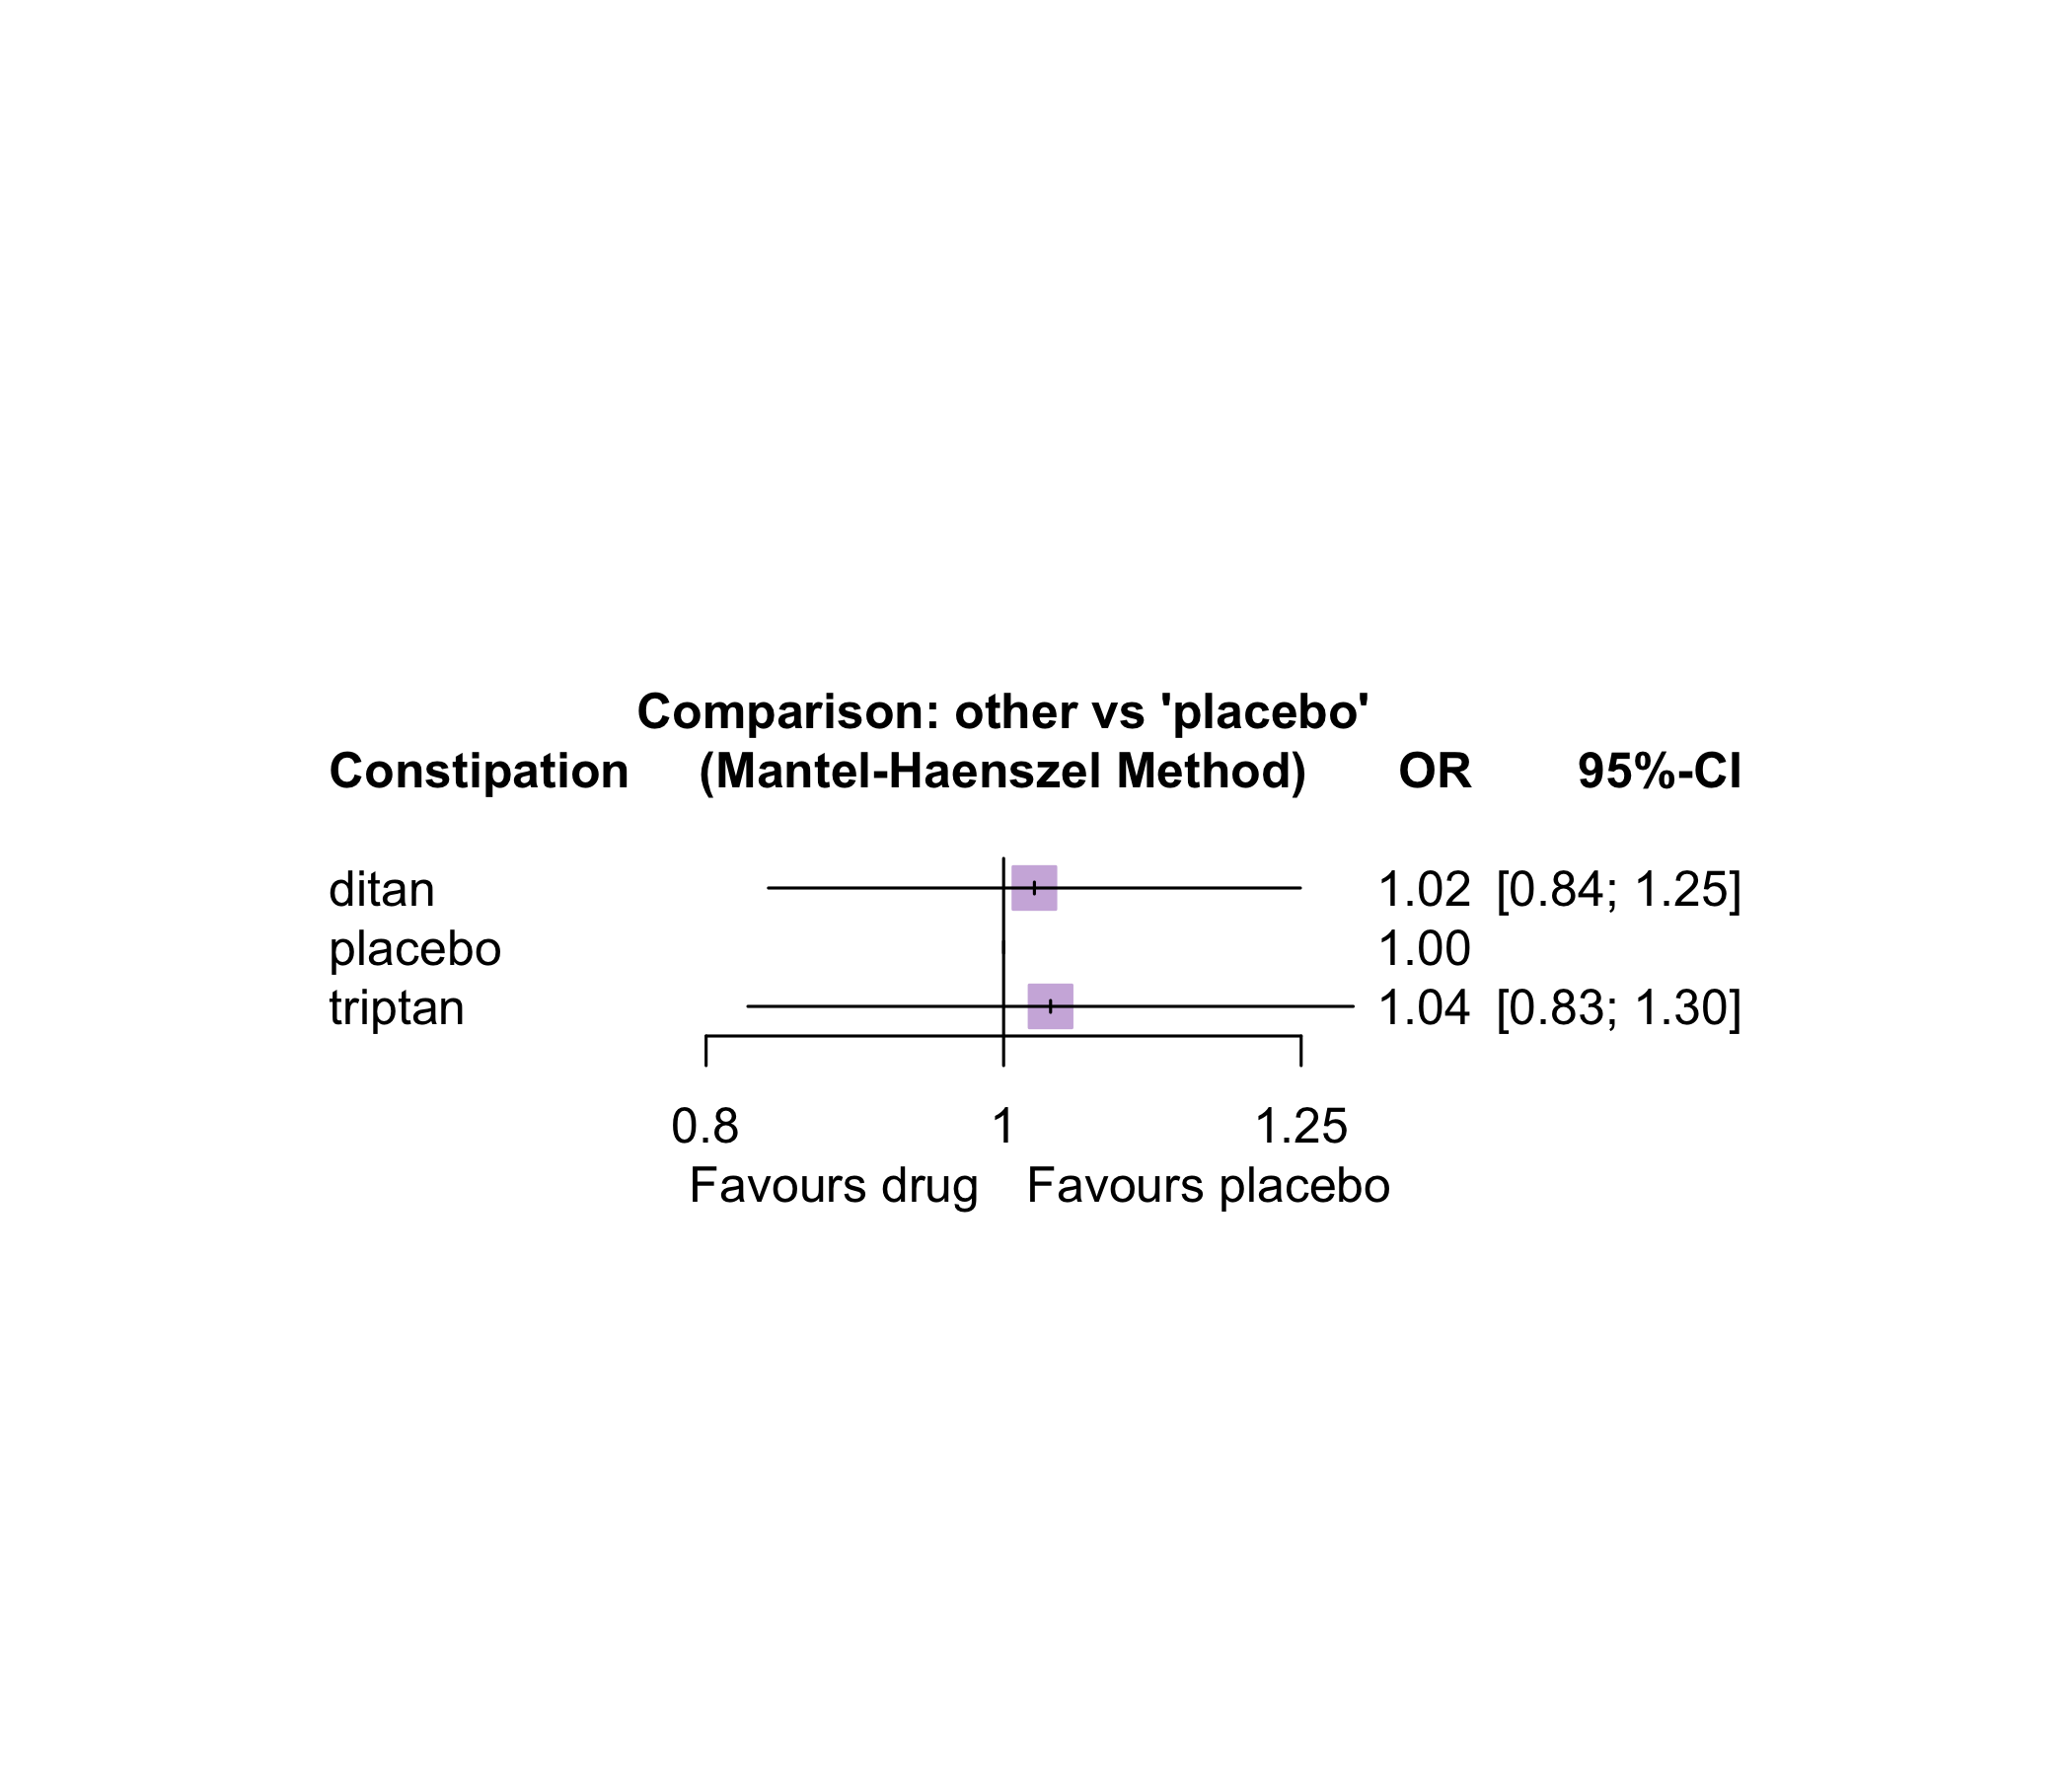 Comparison: other vs 'placebo'
Constipation (Mantel-Haenszel Method) OR 95%-CI
ditan 1.02 [0.84; 1.25]
placebo 1.00
triptan 1.04 [0.83; 1.30]
0.8 1 1.25
Favours drug Favours placebo